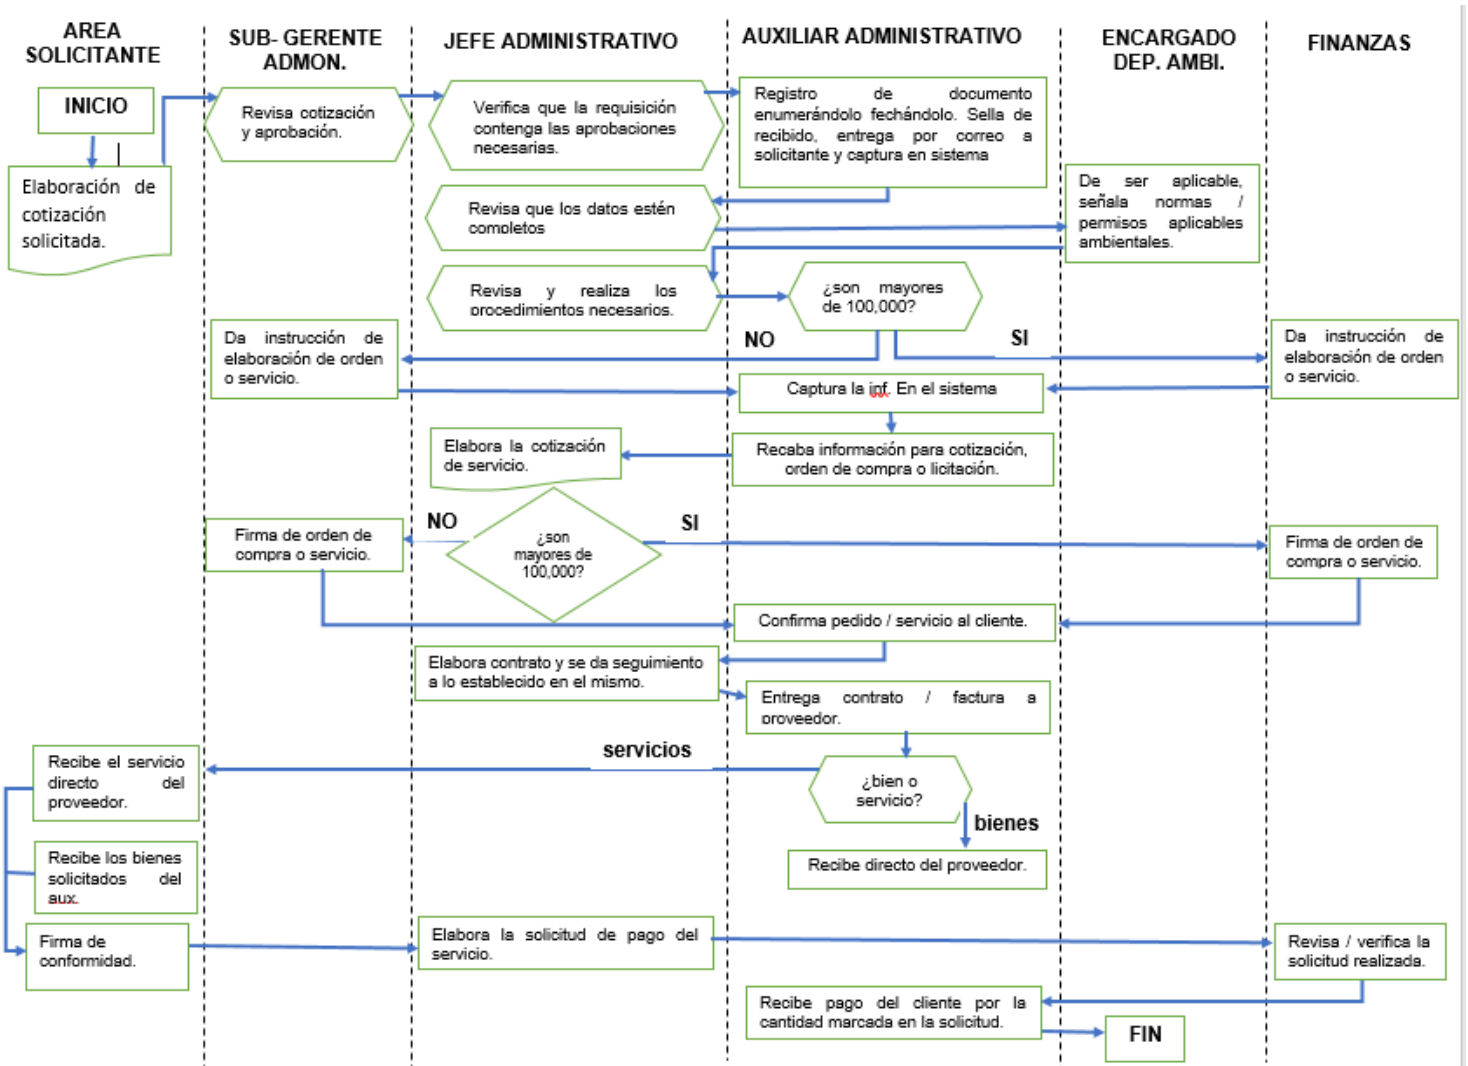 AREA
SOLICITANTE
SUB- GERENTE
ADMON.
JEFE ADMINISTRATIVO
AUXILIAR ADMINISTRATIVO
ENCARGADO
DEP. AMBI.
FINANZAS
INICIO
Elaboración de
cotización
solicitada.
Revisa cotización
y aprobación.
Verifica que la requisición
contenga las aprobaciones
necesarias.
Registro de documento
enumerándolo fechándolo. Sella de
recibido, entrega por correo a
solicitante y captura en sistema
Revisa que los datos estén
completos
De ser aplicable,
señala normas /
permisos aplicables
ambientales.
Revisa y realiza los
procedimientos necesarios.
¿son mayores
de 100,000?
NO
SI
Da instrucción de
elaboración de orden
o servicio.
Da instrucción de
elaboración de orden
o servicio.
Captura la inf. En el sistema
Recaba información para cotización,
orden de compra o licitación.
Elabora la cotización
de servicio.
¿son
mayores de
100,000?
NO
SI
Firma de orden de
compra o servicio.
Firma de orden de
compra o servicio.
Confirma pedido / servicio al cliente.
Elabora contrato y se da seguimiento
a lo establecido en el mismo.
Entrega contrato / factura a
proveedor.
¿bien o
servicio?
servicios
bienes
Recibe el servicio
directo del
proveedor.
Recibe directo del proveedor.
Recibe los bienes
solicitados del
aux.
Firma de
conformidad.
Elabora la solicitud de pago del
servicio.
Revisa / verifica la
solicitud realizada.
Recibe pago del cliente por la
cantidad marcada en la solicitud.
FIN